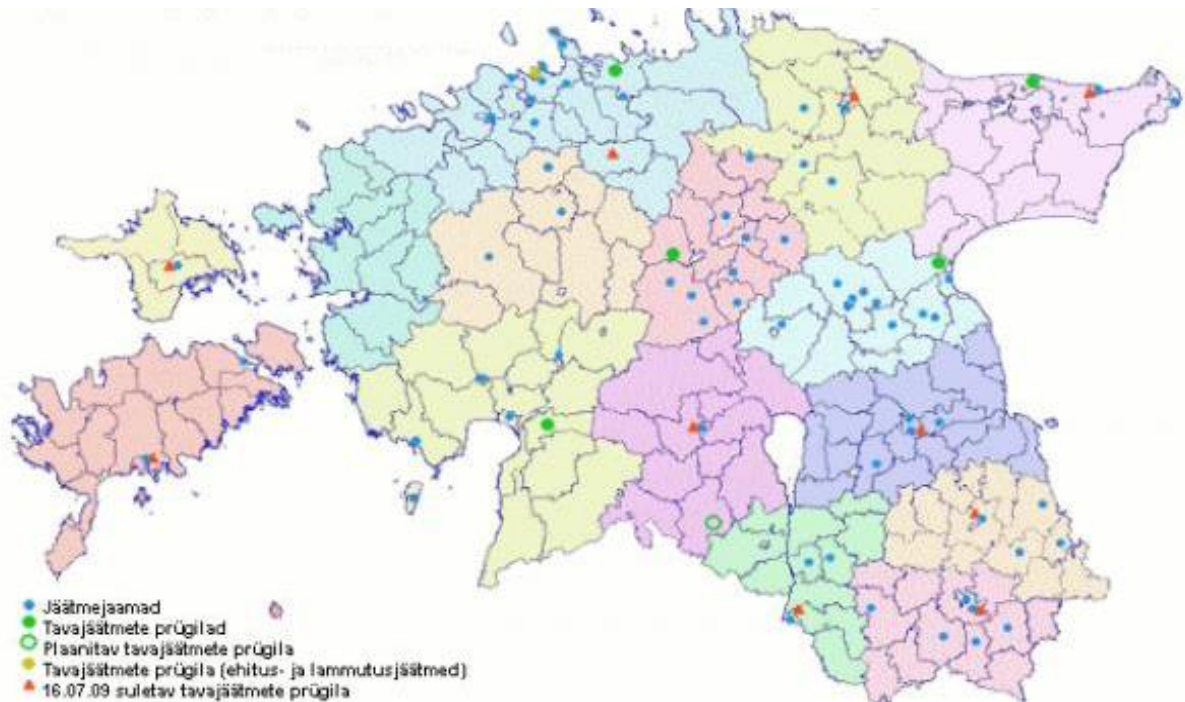 Jäätmejaamad
Tavajäätmete prügilad
Plaanitav tavajäätmete prügila
Tavajäätmete prügila (ehitus- ja lammutusjäätmed)
16.07.09 suletav tavajäätmete prügila